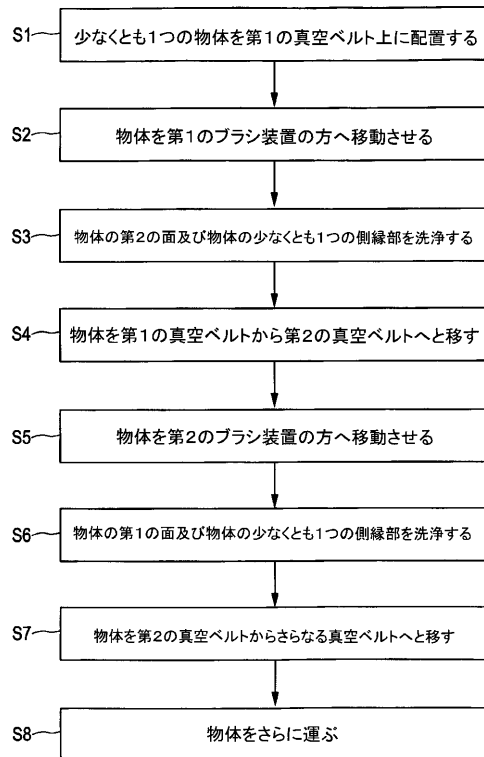 S1 少なくとも1つの物体を第1の真空ベルト上に配置する
S2 物体を第1のブラシ装置の方へ移動させる
S3 物体の第2の面及び物体の少なくとも1つの側縁部を洗浄する
S4 物体を第1の真空ベルトから第2の真空ベルトへと移す
S5 物体を第2のブラシ装置の方へ移動させる
S6 物体の第1の面及び物体の少なくとも1つの側縁部を洗浄する
S7 物体を第2の真空ベルトからさらなる真空ベルトへと移す
S8 物体をさらに運ぶ